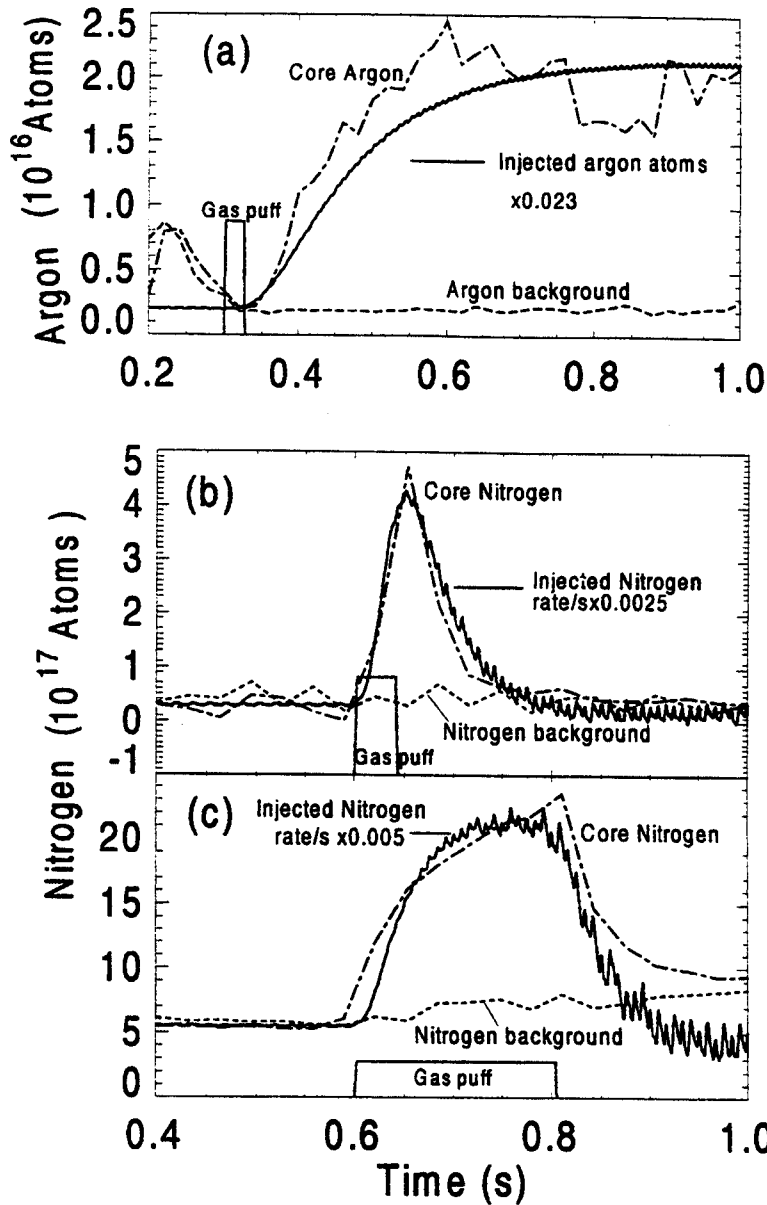 2.5
(a)
Core Argon
2.0
1.5
Injected argon atoms
x0.023
1.0
Gas puff
0.5
Argon background
0.0
Argon (10^16 Atoms)
0.2 0.4 0.6 0.8 1.0
5
(b)
Core Nitrogen
4
3
Injected Nitrogen
rate/sx0.0025
2
1
0
Nitrogen background
-1
Gas puff
(c)
Injected Nitrogen
rate/s x0.005
Core Nitrogen
20
15
10
5
Nitrogen background
Gas puff
0
Nitrogen (10^17 Atoms)
0.4 0.6 0.8 1.0
Time (s)